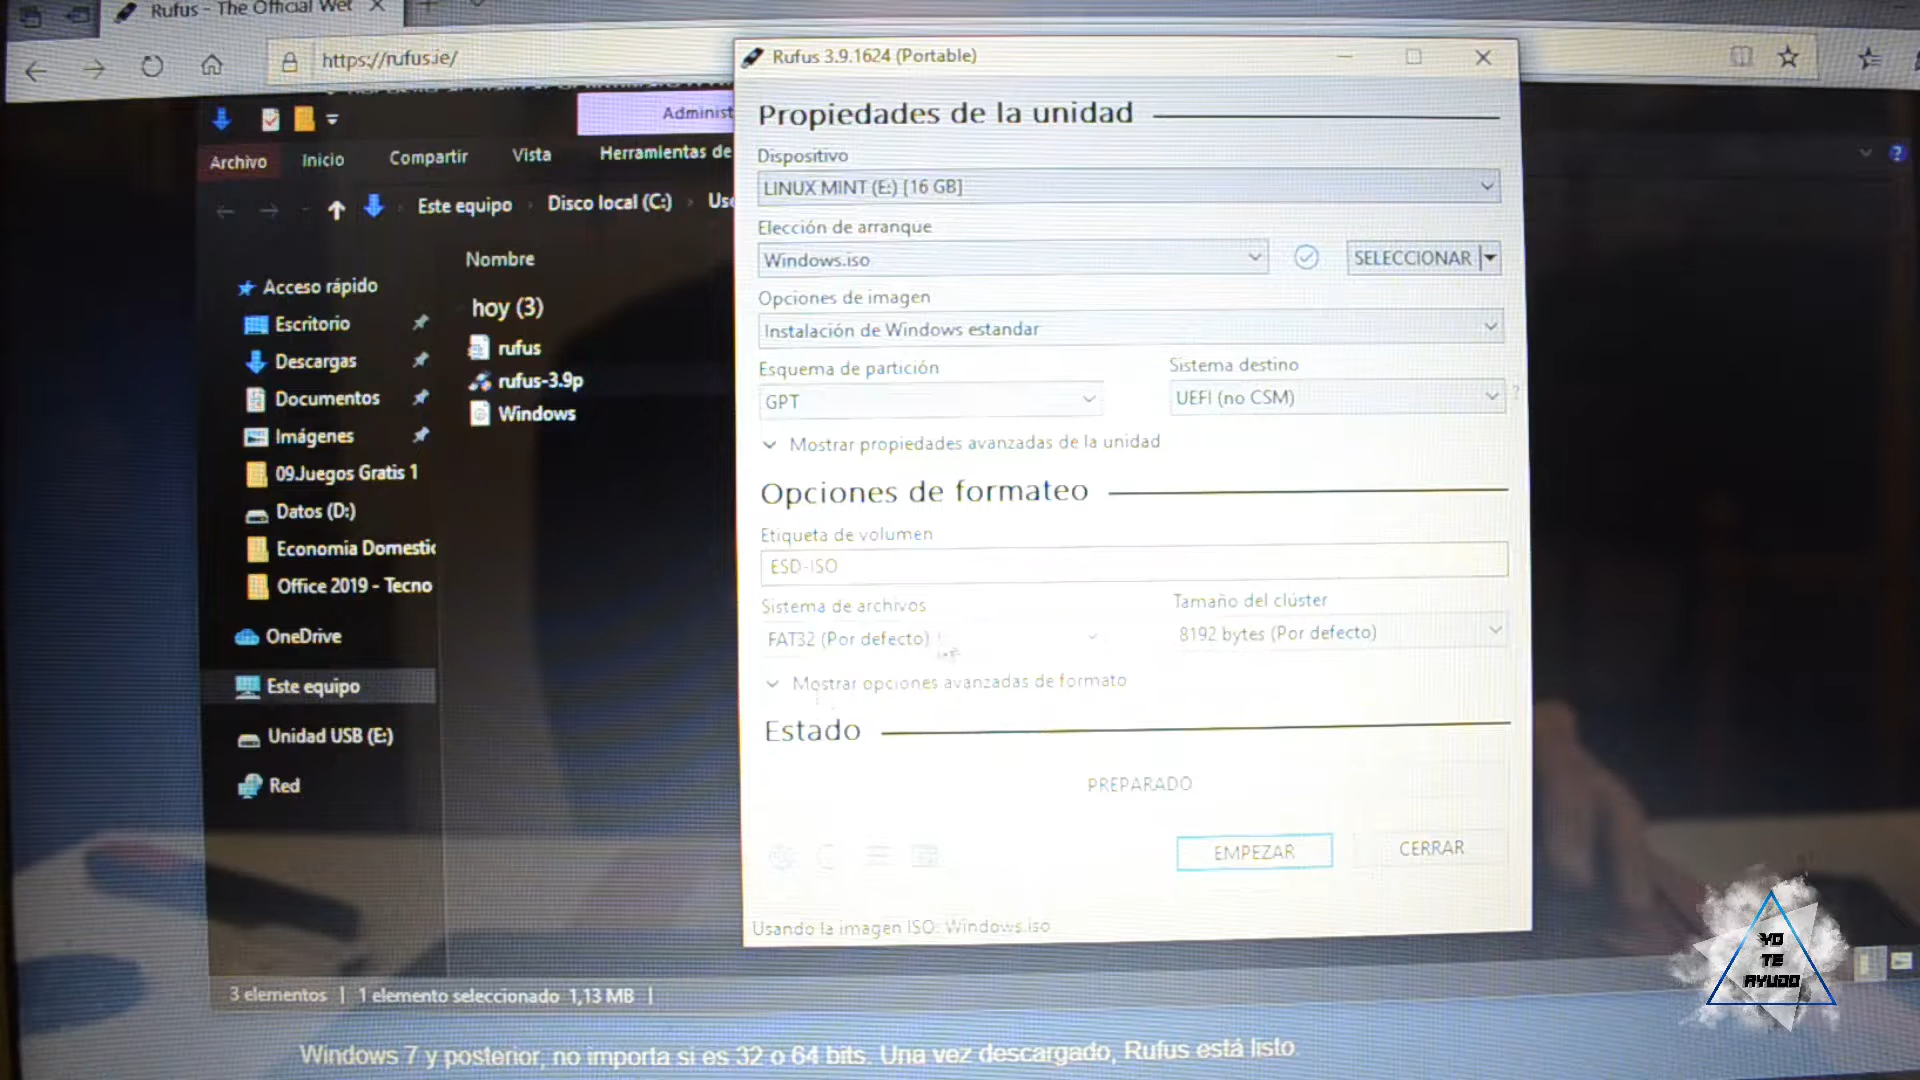 Rufus - The Official Web
https://rufus.ie/
Administ
Archivo
Inicio
Compartir
Vista
Herramientas de
Este equipo
Disco local (C:)
Use
Nombre
hoy (3)
rufus
rufus-3.9p
Windows
Acceso rápido
Escritorio
Descargas
Documentos
Imágenes
09.Juegos Gratis 1
Datos (D:)
Economia Domestic
Office 2019 - Tecno
OneDrive
Este equipo
Unidad USB (E:)
Red
3 elementos
1 elemento seleccionado 1,13 MB
Rufus 3.9.1624 (Portable)
Propiedades de la unidad
Dispositivo
LINUX MINT (E:) [16 GB]
Elección de arranque
Windows.iso
SELECCIONAR
Opciones de imagen
Instalación de Windows estandar
Esquema de partición
Sistema destino
GPT
UEFI (no CSM)
?
Mostrar propiedades avanzadas de la unidad
Opciones de formateo
Etiqueta de volumen
ESD-ISO
Sistema de archivos
Tamaño del clúster
FAT32 (Por defecto)
8192 bytes (Por defecto)
Mostrar opciones avanzadas de formato
Estado
PREPARADO
EMPEZAR
CERRAR
Usando la imagen ISO: Windows.iso
YO
TE
AYUDO
Windows 7 y posterior, no importa si es 32 o 64 bits. Una vez descargado, Rufus está listo